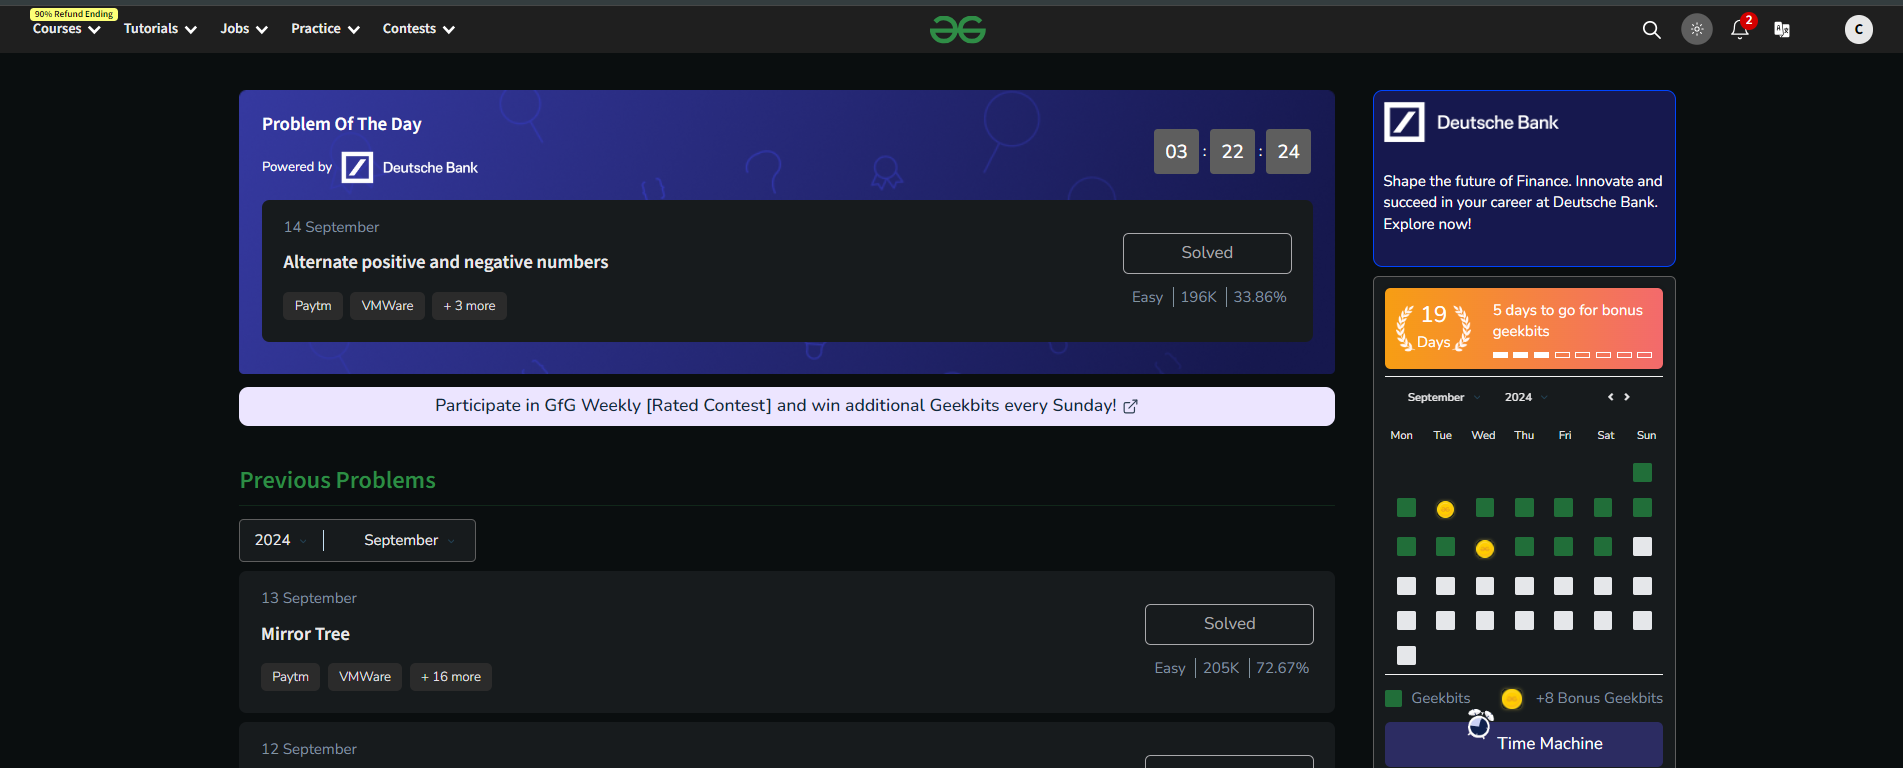 90% Refund Ending
Courses Tutorials Jobs Practice Contests
2
C
Problem Of The Day
Powered by Deutsche Bank
03 : 22 : 24
14 September
Alternate positive and negative numbers
Paytm VMWare + 3 more
Solved
Easy 196K 33.86%
Participate in GfG Weekly [Rated Contest] and win additional Geekbits every Sunday!
Previous Problems
2024 September
13 September
Mirror Tree
Paytm VMWare + 16 more
Solved
Easy 205K 72.67%
12 September
Deutsche Bank
Shape the future of Finance. Innovate and
succeed in your career at Deutsche Bank.
Explore now!
19
Days
5 days to go for bonus
geekbits
September 2024
Mon Tue Wed Thu Fri Sat Sun
Geekbits +8 Bonus Geekbits
Time Machine